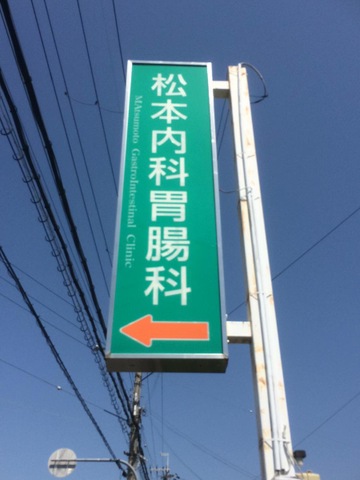 松本内科胃腸科
MAtsumoto GastroIntestinal Clinic